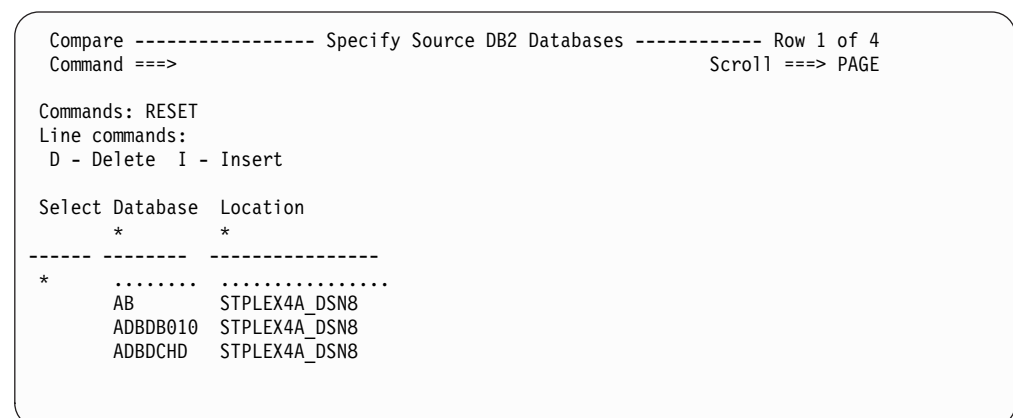 Compare ----------------- Specify Source DB2 Databases ------------ Row 1 of 4
Command ===> Scroll ===> PAGE
Commands: RESET
Line commands:
D - Delete I - Insert
Select Database Location
* *
------ -------- ----------------
* ........ ................
AB STPLEX4A_DSN8
ADBDB010 STPLEX4A_DSN8
ADBDCHD STPLEX4A_DSN8